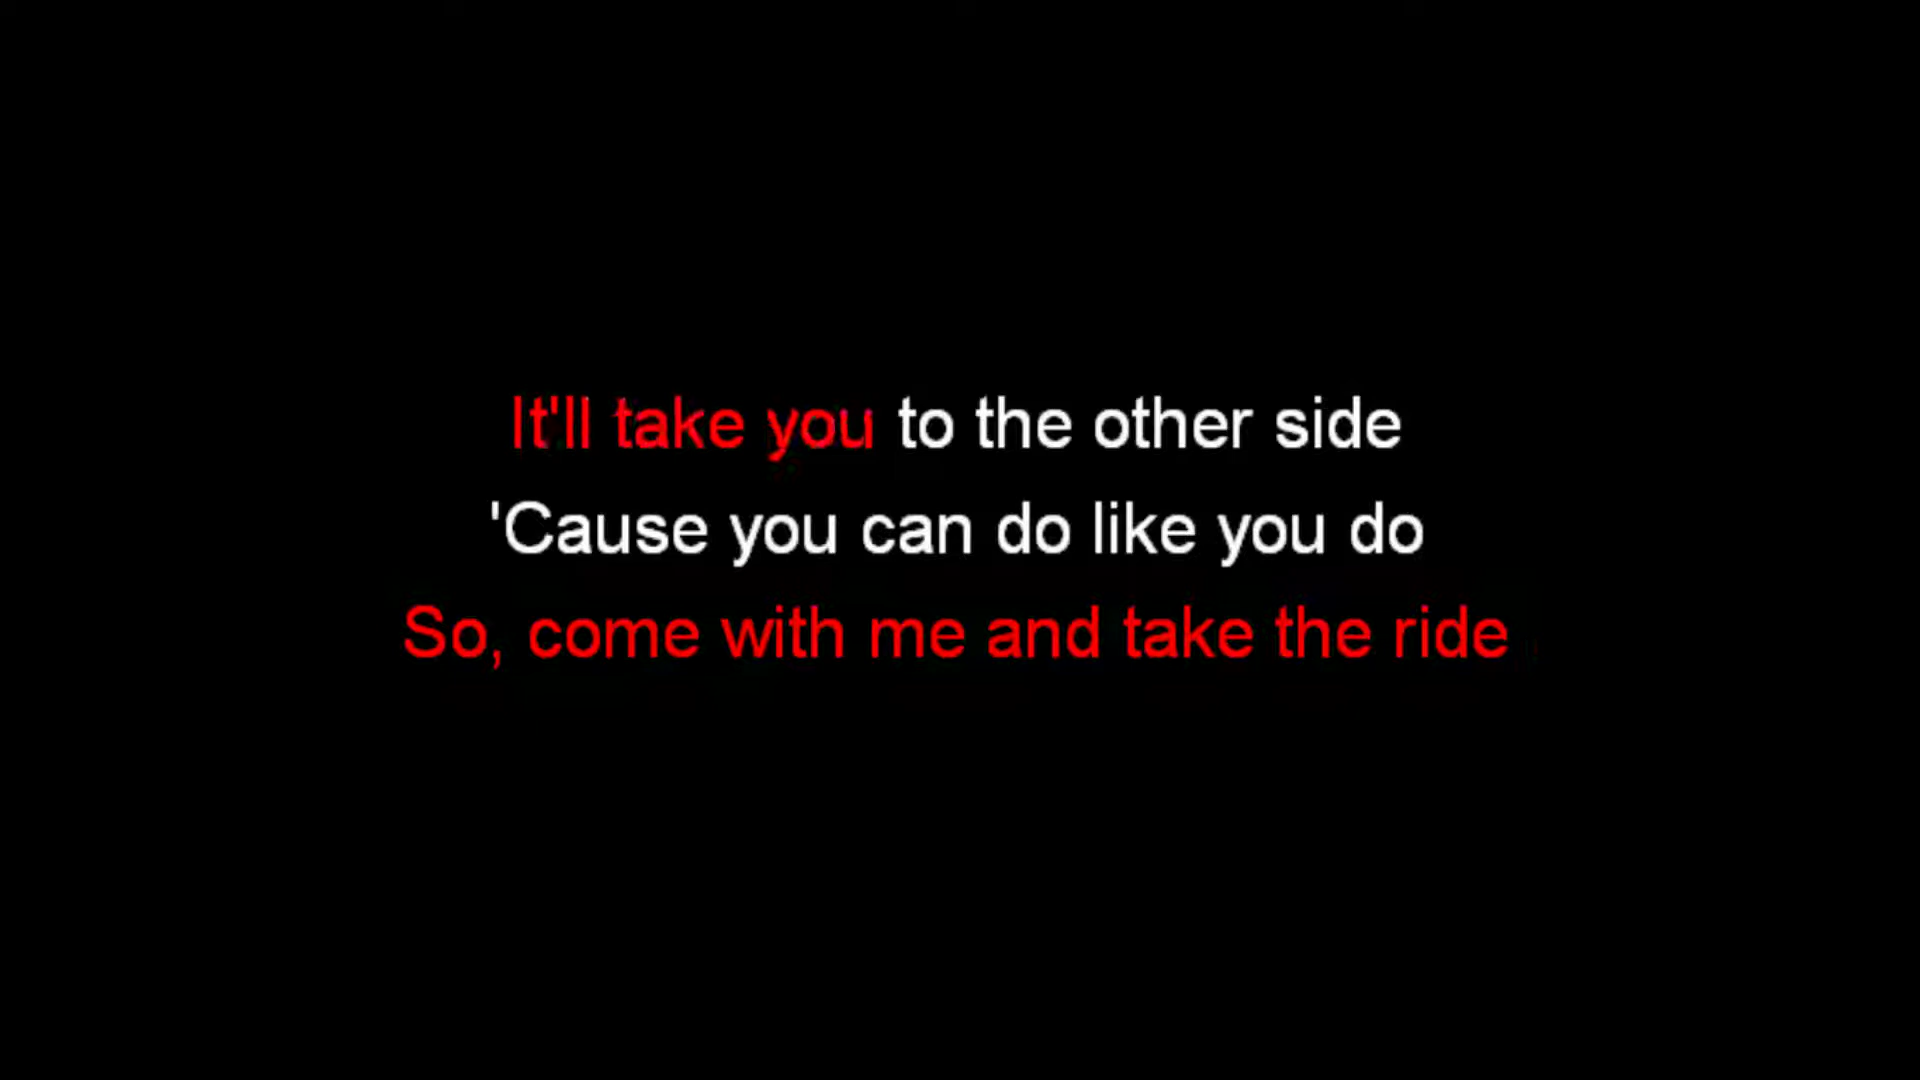 It'll take you to the other side
'Cause you can do like you do
So, come with me and take the ride